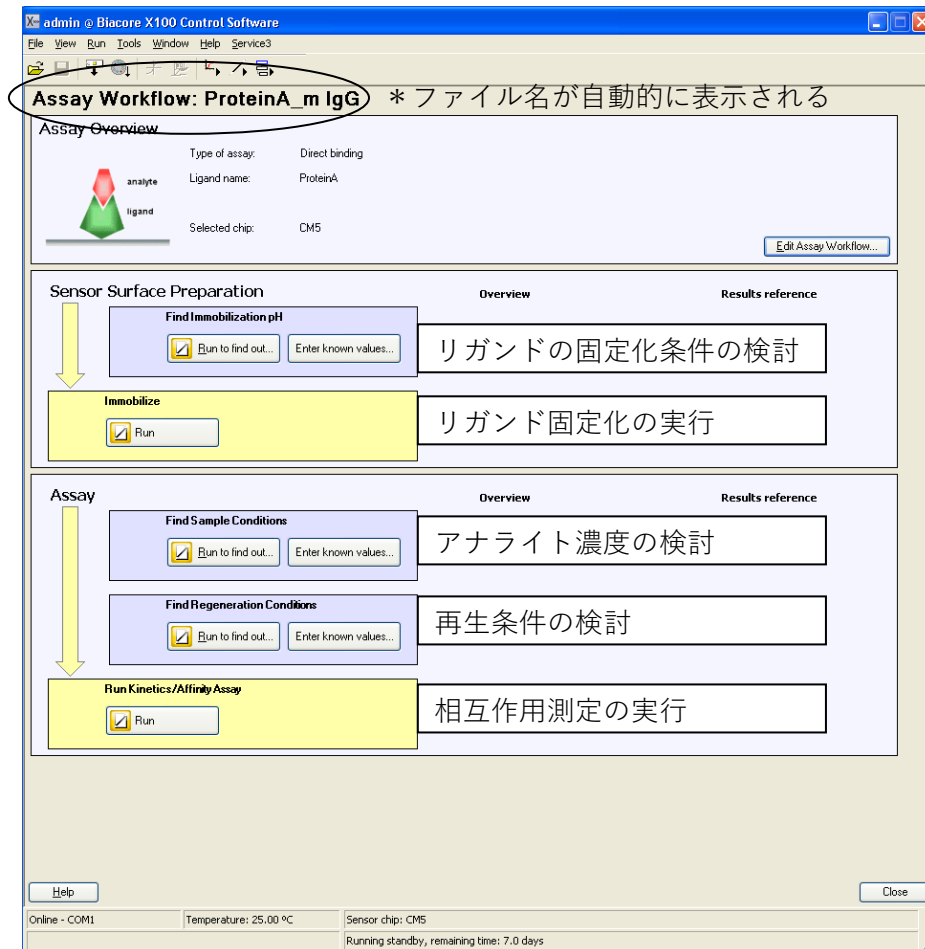 admin @ Biacore X100 Control Software
File View Run Tools Window Help Service3
Assay Workflow: ProteinA_m IgG ＊ファイル名が自動的に表示される
Assay Overview
Type of assay: Direct binding
analyte
Ligand name: ProteinA
ligand
Selected chip: CM5
Edit Assay Workflow...
Sensor Surface Preparation Overview Results reference
Find Immobilization pH
Run to find out... Enter known values... リガンドの固定化条件の検討
Immobilize
Run リガンド固定化の実行
Assay Overview Results reference
Find Sample Conditions
Run to find out... Enter known values... アナライト濃度の検討
Find Regeneration Conditions
Run to find out... Enter known values... 再生条件の検討
Run Kinetics/Affinity Assay
Run 相互作用測定の実行
Help Close
Online - COM1 Temperature: 25.00 °C Sensor chip: CM5
Running standby, remaining time: 7.0 days